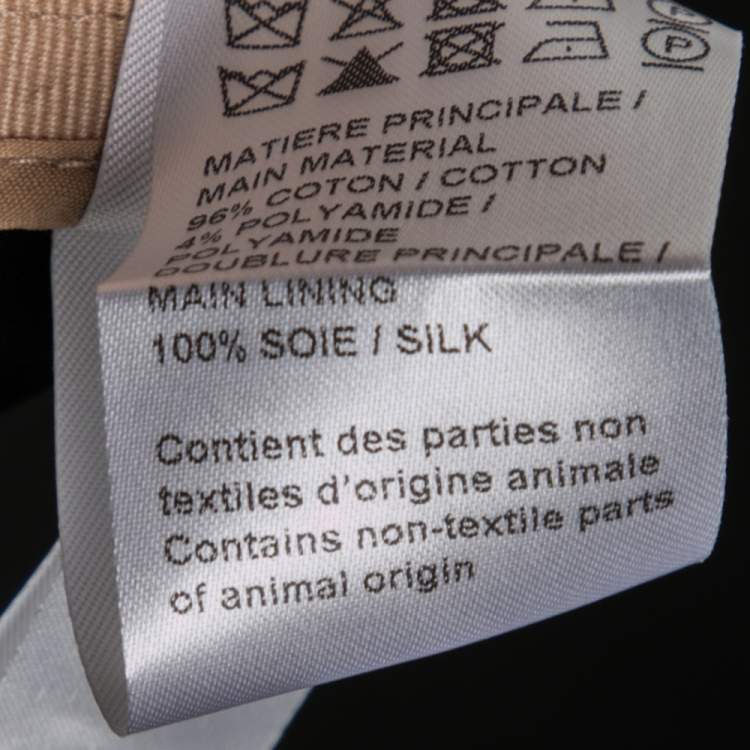 P
MATIERE PRINCIPALE /
MAIN MATERIAL
96% COTON / COTTON
4% POLYAMIDE /
POLYAMIDE
DOUBLURE PRINCIPALE /
MAIN LINING
100% SOIE / SILK
Contient des parties non
textiles d'origine animale
Contains non-textile parts
of animal origin